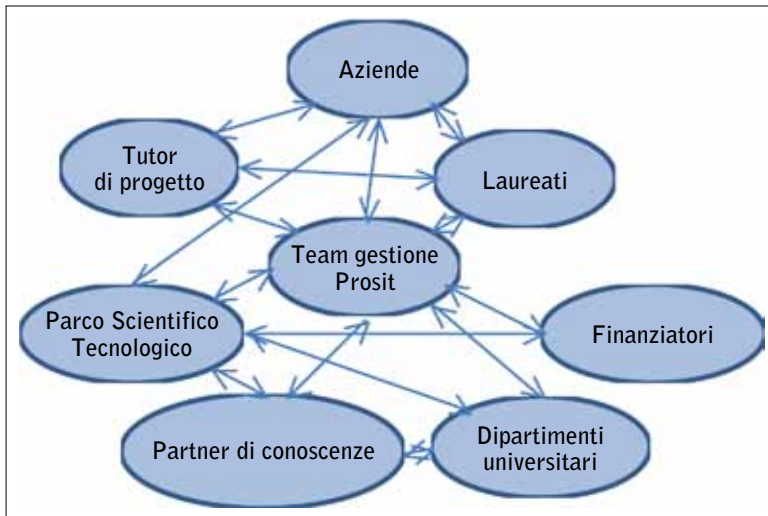 Aziende
Tutor
di progetto
Laureati
Team gestione
Prosit
Parco Scientifico
Tecnologico
Finanziatori
Partner di conoscenze
Dipartimenti
universitari